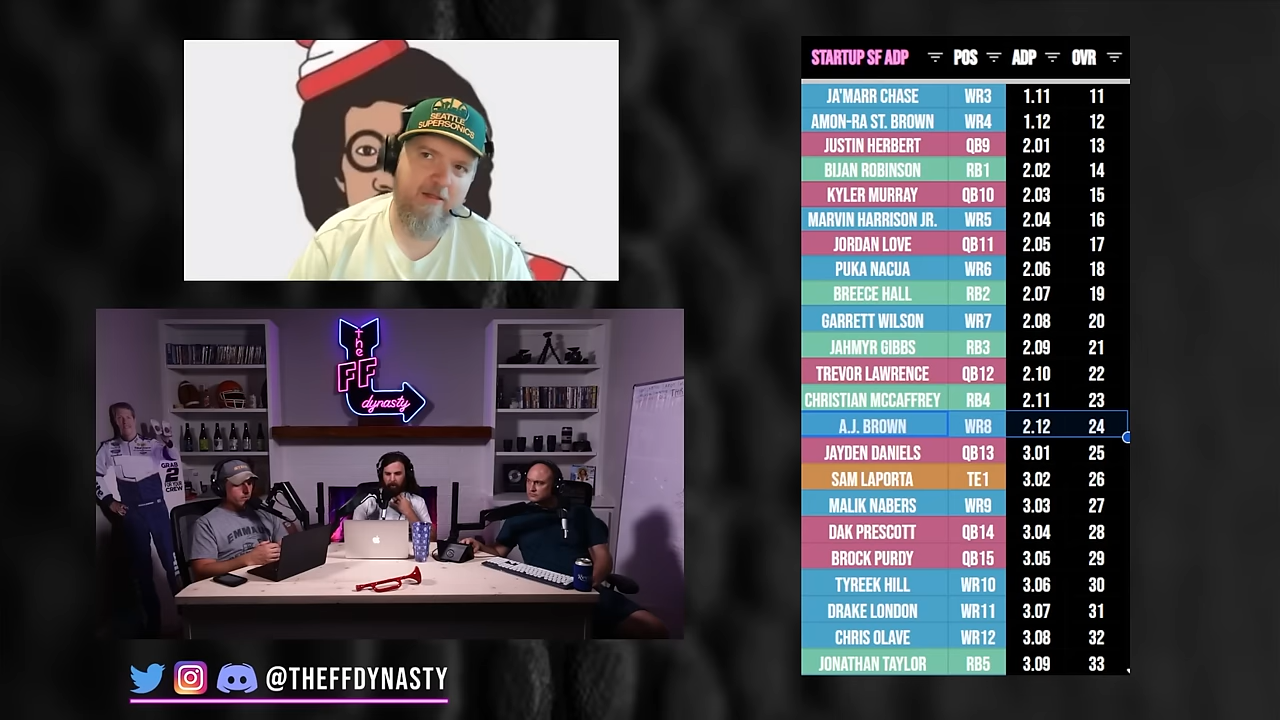 SEATTLE
SUPERSONICS
the
FF
dynasty
GRAB
2
FOR YOUR
CREW
EMMA
@THEFFDYNASTY
STARTUP SF ADP POS ADP OVR
JA'MARR CHASE WR3 1.11 11
AMON-RA ST. BROWN WR4 1.12 12
JUSTIN HERBERT QB9 2.01 13
BIJAN ROBINSON RB1 2.02 14
KYLER MURRAY QB10 2.03 15
MARVIN HARRISON JR. WR5 2.04 16
JORDAN LOVE QB11 2.05 17
PUKA NACUA WR6 2.06 18
BREECE HALL RB2 2.07 19
GARRETT WILSON WR7 2.08 20
JAHMYR GIBBS RB3 2.09 21
TREVOR LAWRENCE QB12 2.10 22
CHRISTIAN MCCAFFREY RB4 2.11 23
A.J. BROWN WR8 2.12 24
JAYDEN DANIELS QB13 3.01 25
SAM LAPORTA TE1 3.02 26
MALIK NABERS WR9 3.03 27
DAK PRESCOTT QB14 3.04 28
BROCK PURDY QB15 3.05 29
TYREEK HILL WR10 3.06 30
DRAKE LONDON WR11 3.07 31
CHRIS OLAVE WR12 3.08 32
JONATHAN TAYLOR RB5 3.09 33